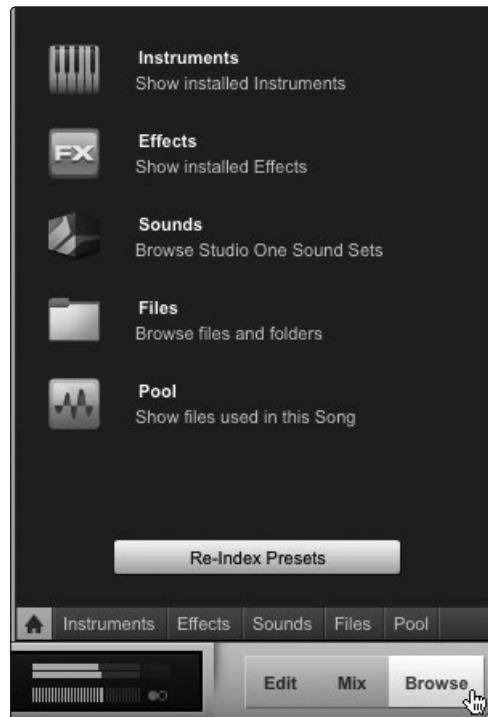 Instruments
Show installed Instruments
FX
Effects
Show installed Effects
Sounds
Browse Studio One Sound Sets
Files
Browse files and folders
Pool
Show files used in this Song
Re-Index Presets
Instruments Effects Sounds Files Pool
Edit Mix Browse